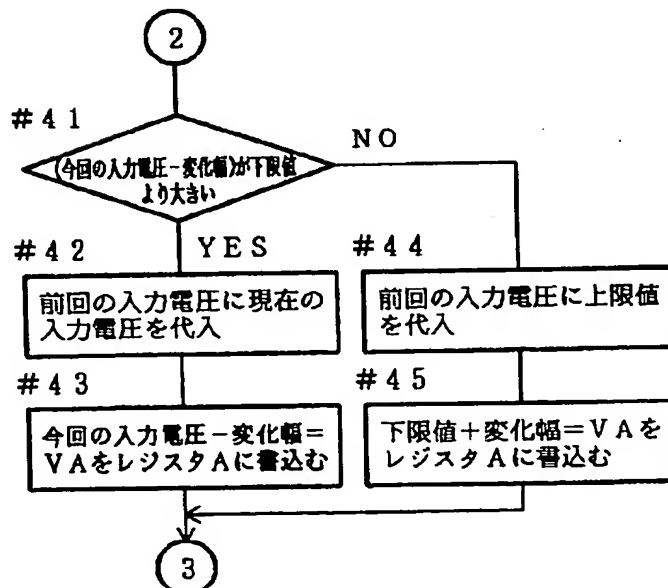 2
#41
(今回の入力電圧-変化幅)が下限値
より大きい
NO
YES
#42
前回の入力電圧に現在の
入力電圧を代入
#44
前回の入力電圧に上限値
を代入
#43
今回の入力電圧-変化幅=
VAをレジスタAに書込む
#45
下限値+変化幅=VAを
レジスタAに書込む
3